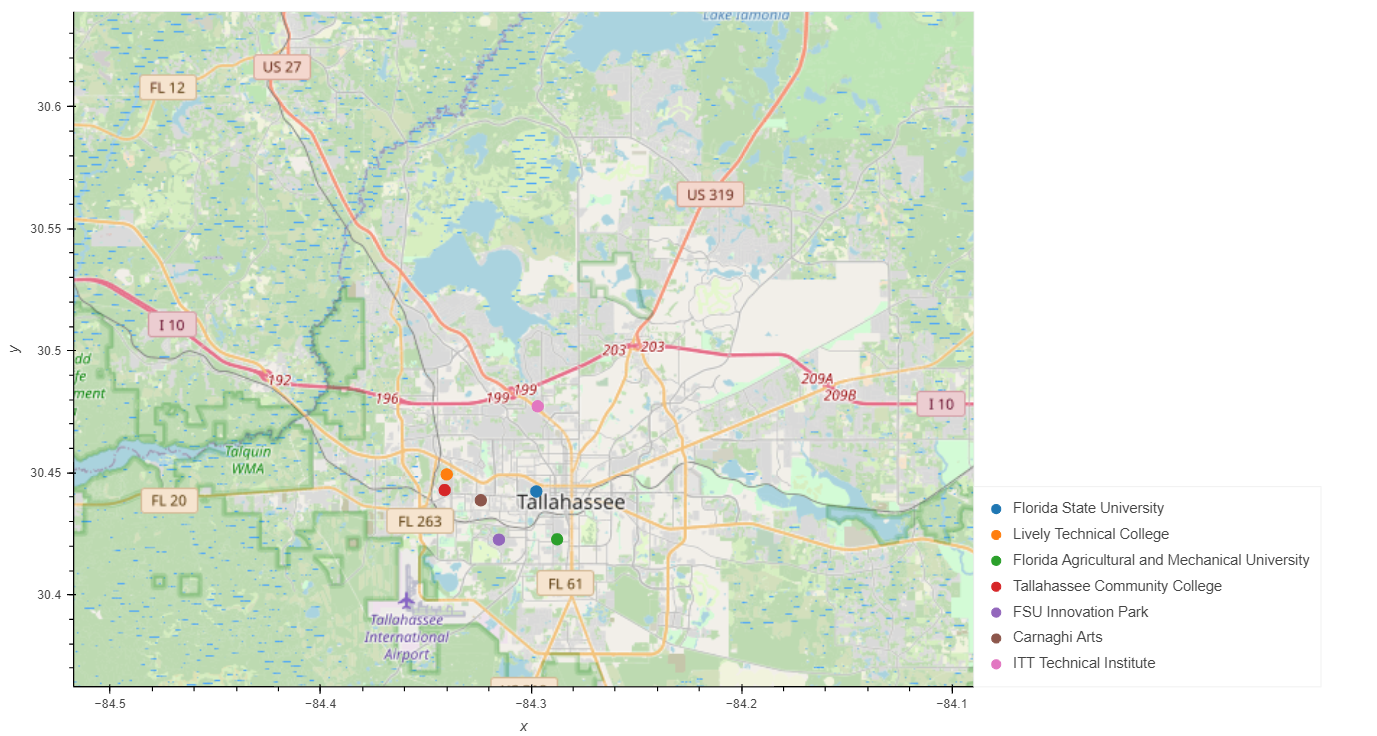 Lake Iamonia
US 27
FL 12
30.6
US 319
30.55
y
I 10
30.5
203
203
192
196
199
199
209A
209B
I 10
fe
ment
30.45
Talquin
WMA
FL 20
Tallahassee
FL 263
30.4
FL 61
Tallahassee
International
Airport
−84.5
−84.4
−84.3
−84.2
−84.1
x
Florida State University
Lively Technical College
Florida Agricultural and Mechanical University
Tallahassee Community College
FSU Innovation Park
Carnaghi Arts
ITT Technical Institute